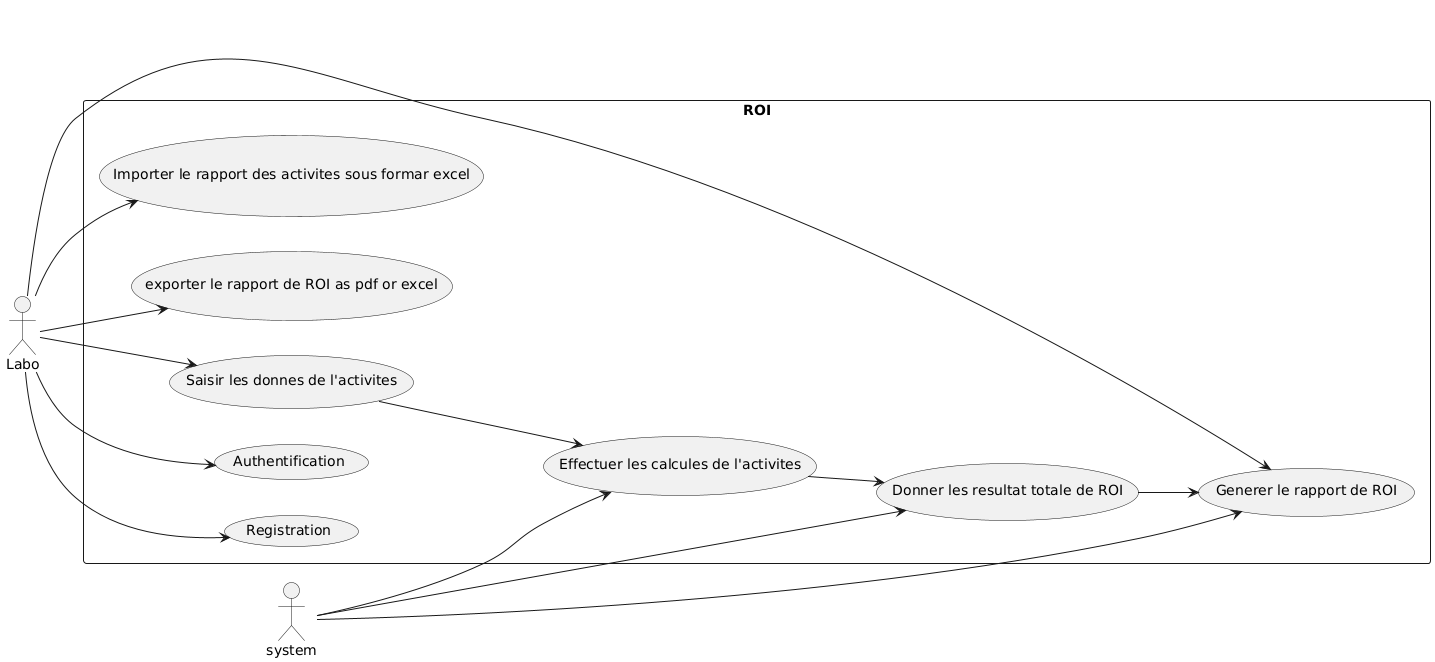 ROI
Importer le rapport des activites sous formar excel
exporter le rapport de ROI as pdf or excel
Labo
Saisir les donnes de l'activites
Authentification
Effectuer les calcules de l'activites
Donner les resultat totale de ROI
Generer le rapport de ROI
Registration
system